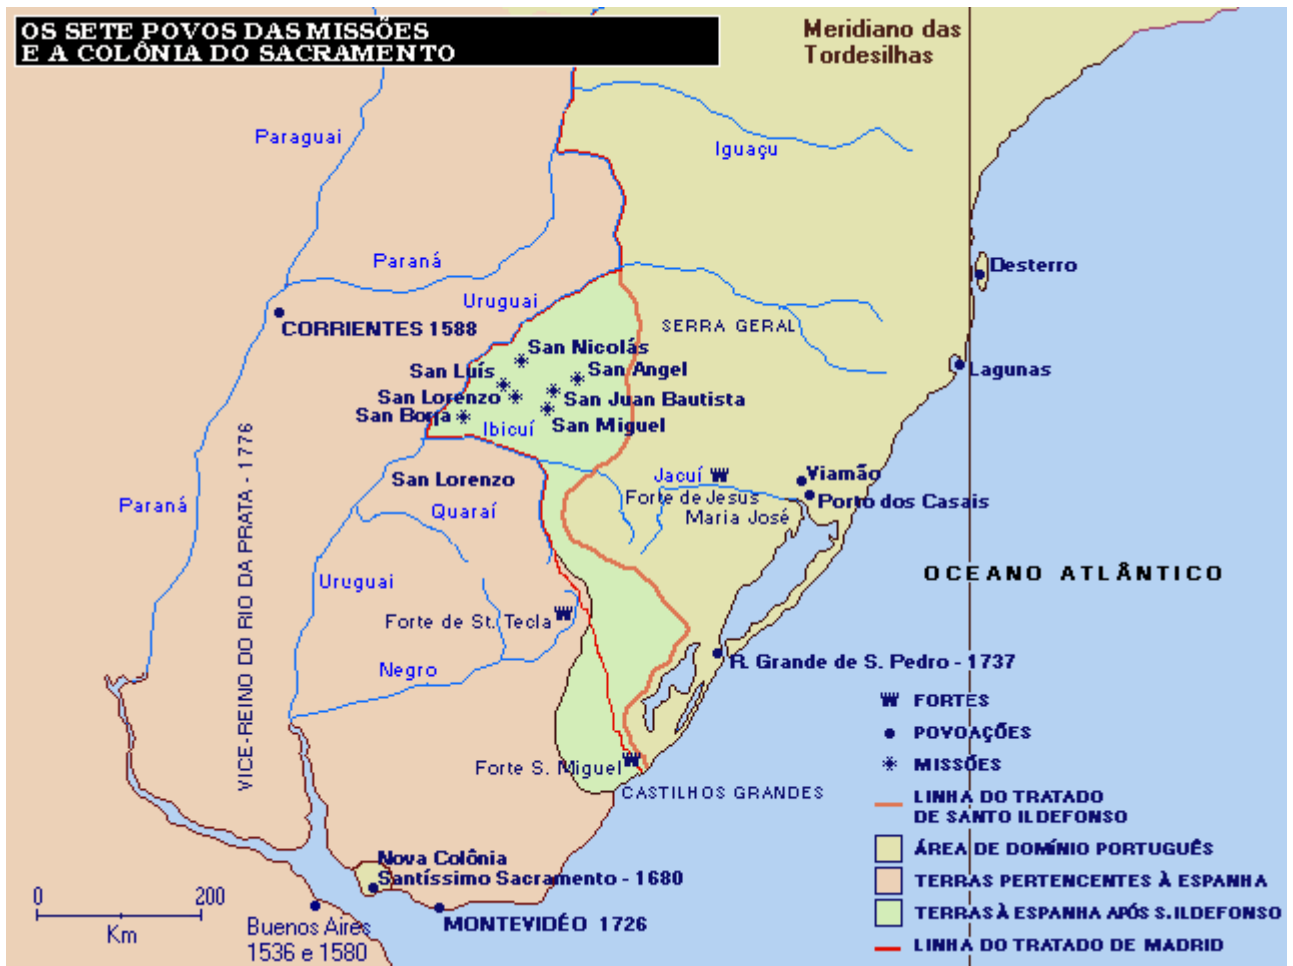 OS SETE POVOS DAS MISSÕES
E A COLÔNIA DO SACRAMENTO
Meridiano das
Tordesilhas
Paraguai
Iguaçu
Paraná
Desterro
Uruguai
CORRIENTES 1588
SERRA GERAL
San Nicolás
San Luís
San Angel
Lagunas
San Lorenzo
San Juan Bautista
San Borja
Ibicuí
San Miguel
San Lorenzo
Jacuí
Viamão
Forte de Jesus
Maria José
Porto dos Casais
Paraná
Quaraí
VICE-REINO DO RIO DA PRATA - 1776
OCEANO ATLÂNTICO
Uruguai
Forte de St. Tecla
Negro
R. Grande de S. Pedro - 1737
FORTES
POVOAÇÕES
Forte S. Miguel
MISSÕES
CASTILHOS GRANDES
LINHA DO TRATADO
DE SANTO ILDEFONSO
ÁREA DE DOMÍNIO PORTUGUÊS
Nova Colônia
Santíssimo Sacramento - 1680
TERRAS PERTENCENTES À ESPANHA
0 200
Km
TERRAS À ESPANHA APÓS S.ILDEFONSO
Buenos Aires
1536 e 1580
MONTEVIDÉO 1726
LINHA DO TRATADO DE MADRID